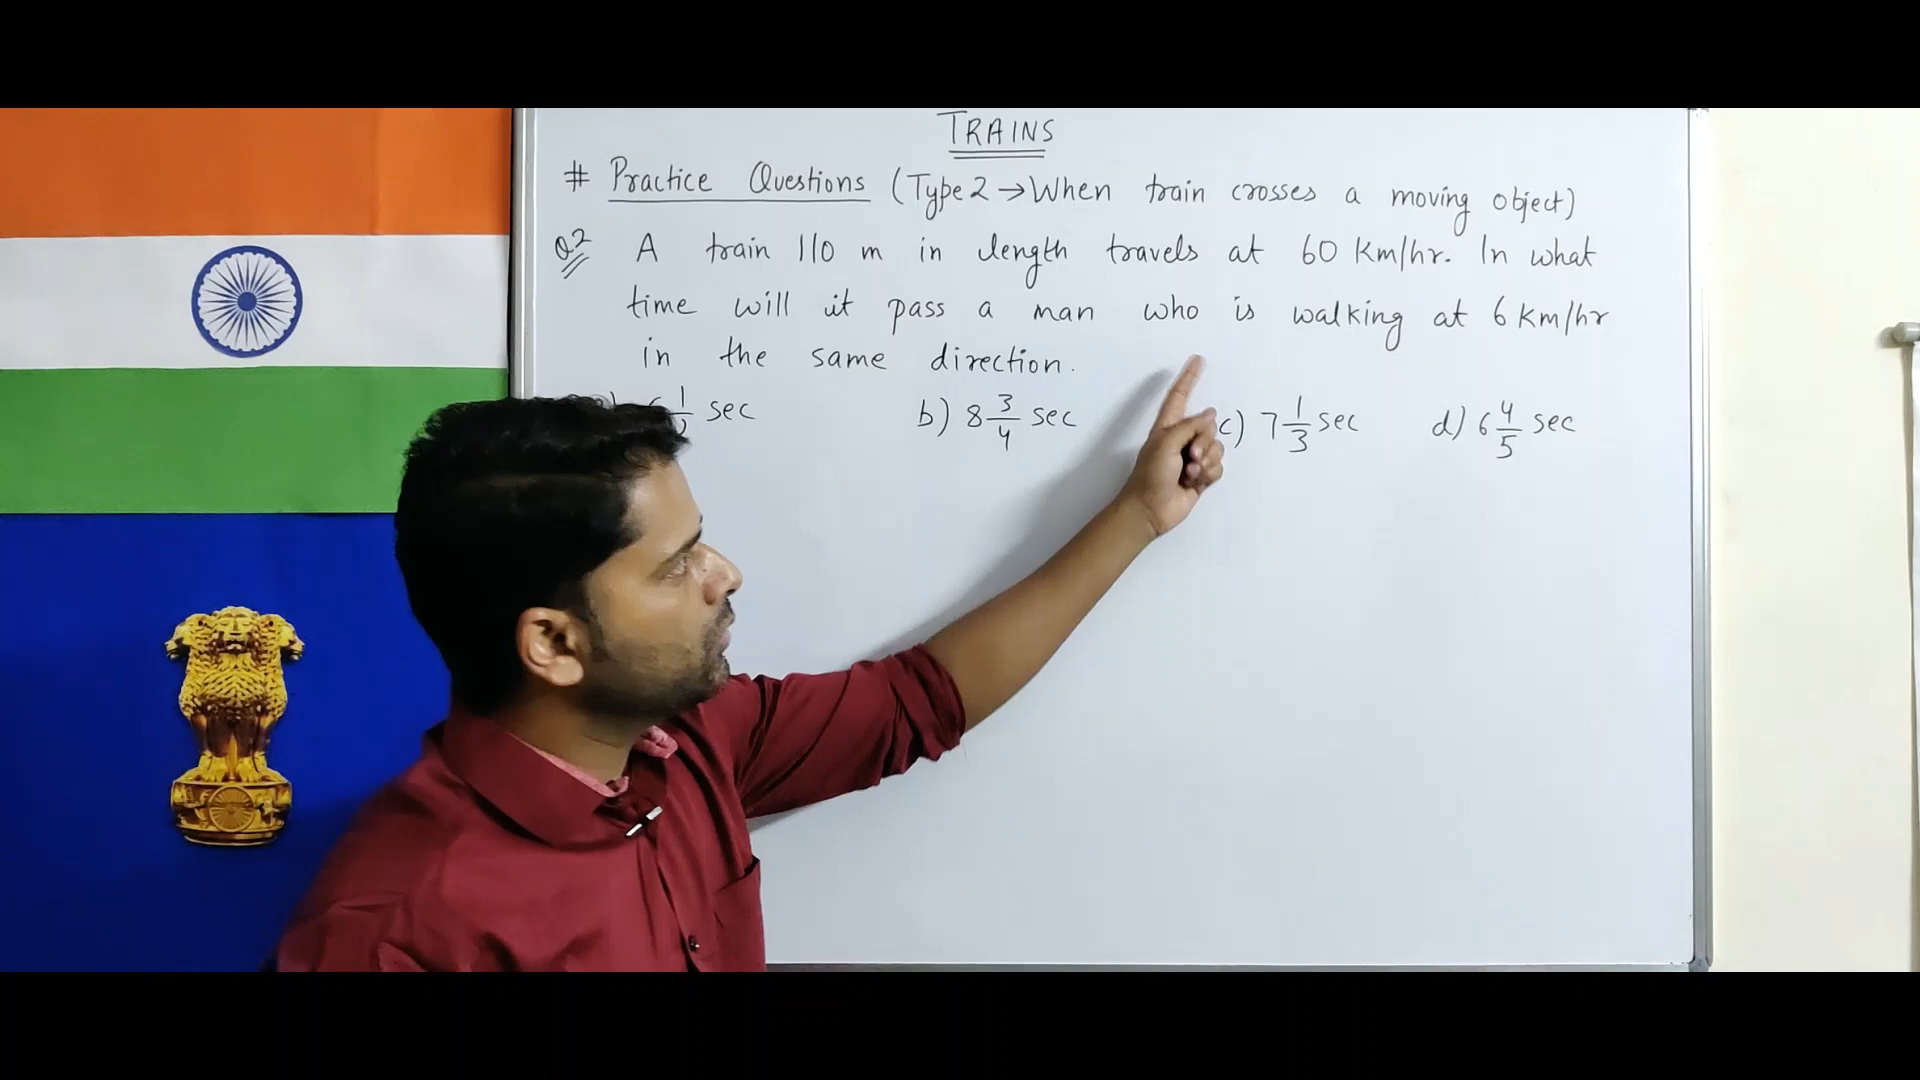 TRAINS
# Practice Questions (Type 2 → When train crosses a moving object)
Q2 A train 110 m in length travels at 60 Km/hr. In what
time will it pass a man who is walking at 6 Km/hr
in the same direction.
sec b) 8 3/4 sec c) 7 1/3 sec d) 6 4/5 sec